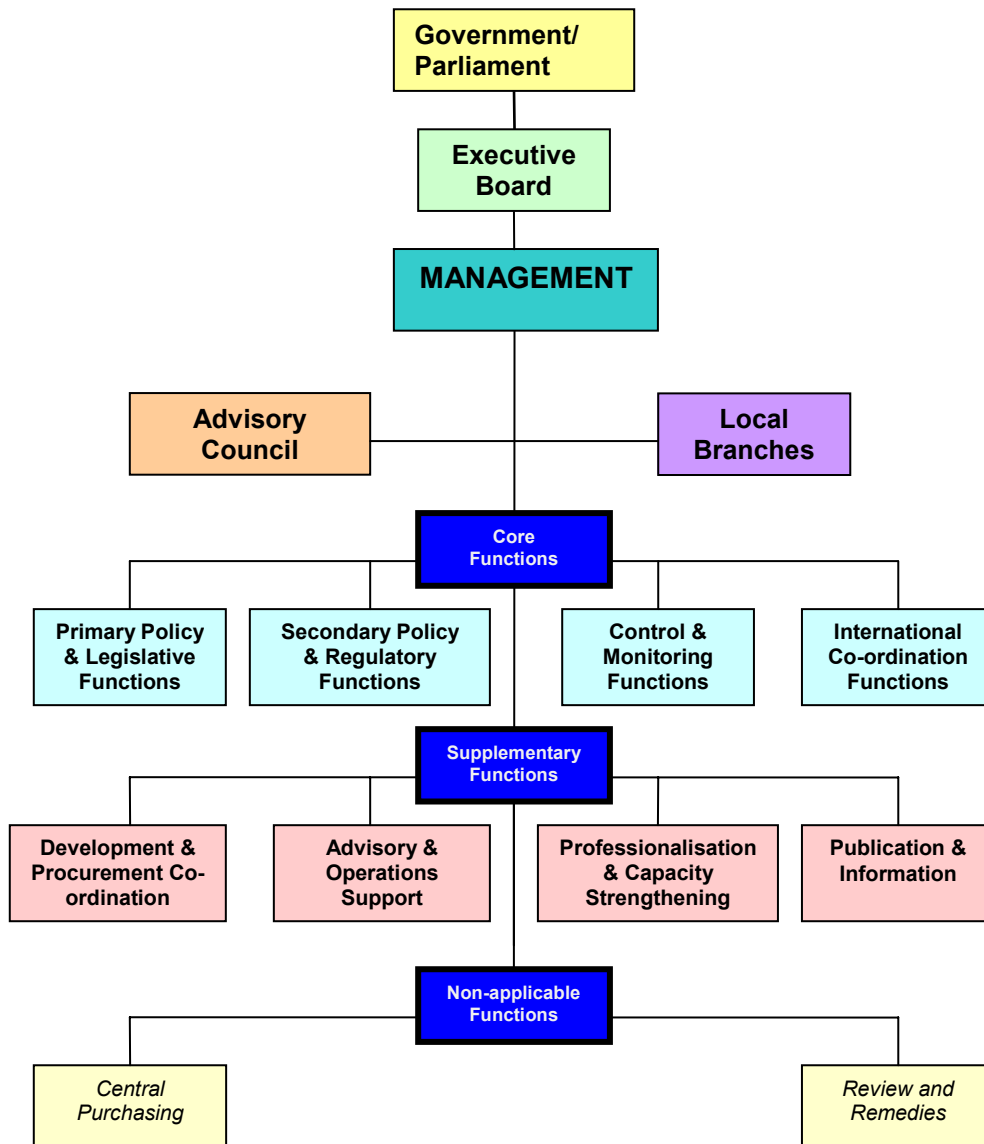 Government/
Parliament
Executive
Board
MANAGEMENT
Advisory
Council
Local
Branches
Core
Functions
Primary Policy
& Legislative
Functions
Secondary Policy
& Regulatory
Functions
Control &
Monitoring
Functions
International
Co-ordination
Functions
Supplementary
Functions
Development &
Procurement Co-
ordination
Advisory &
Operations
Support
Professionalisation
& Capacity
Strengthening
Publication &
Information
Non-applicable
Functions
Central
Purchasing
Review and
Remedies